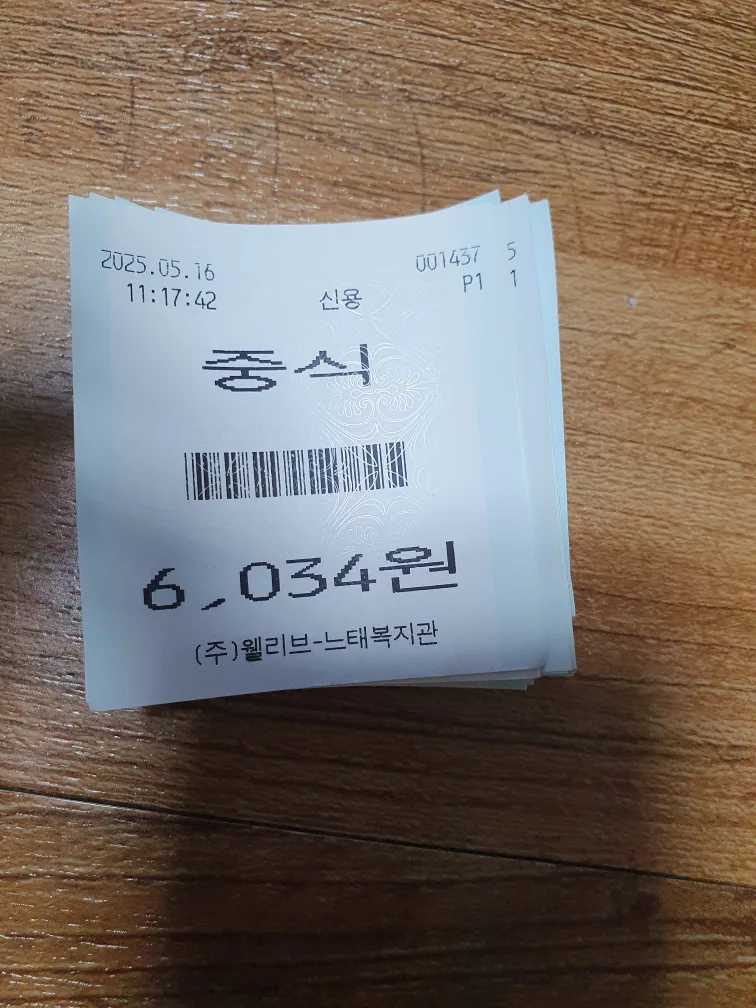 2025.05.16 001437 5
11:17:42 신용 P1 1
중식
6,034원
(주)웰리브-느태복지관